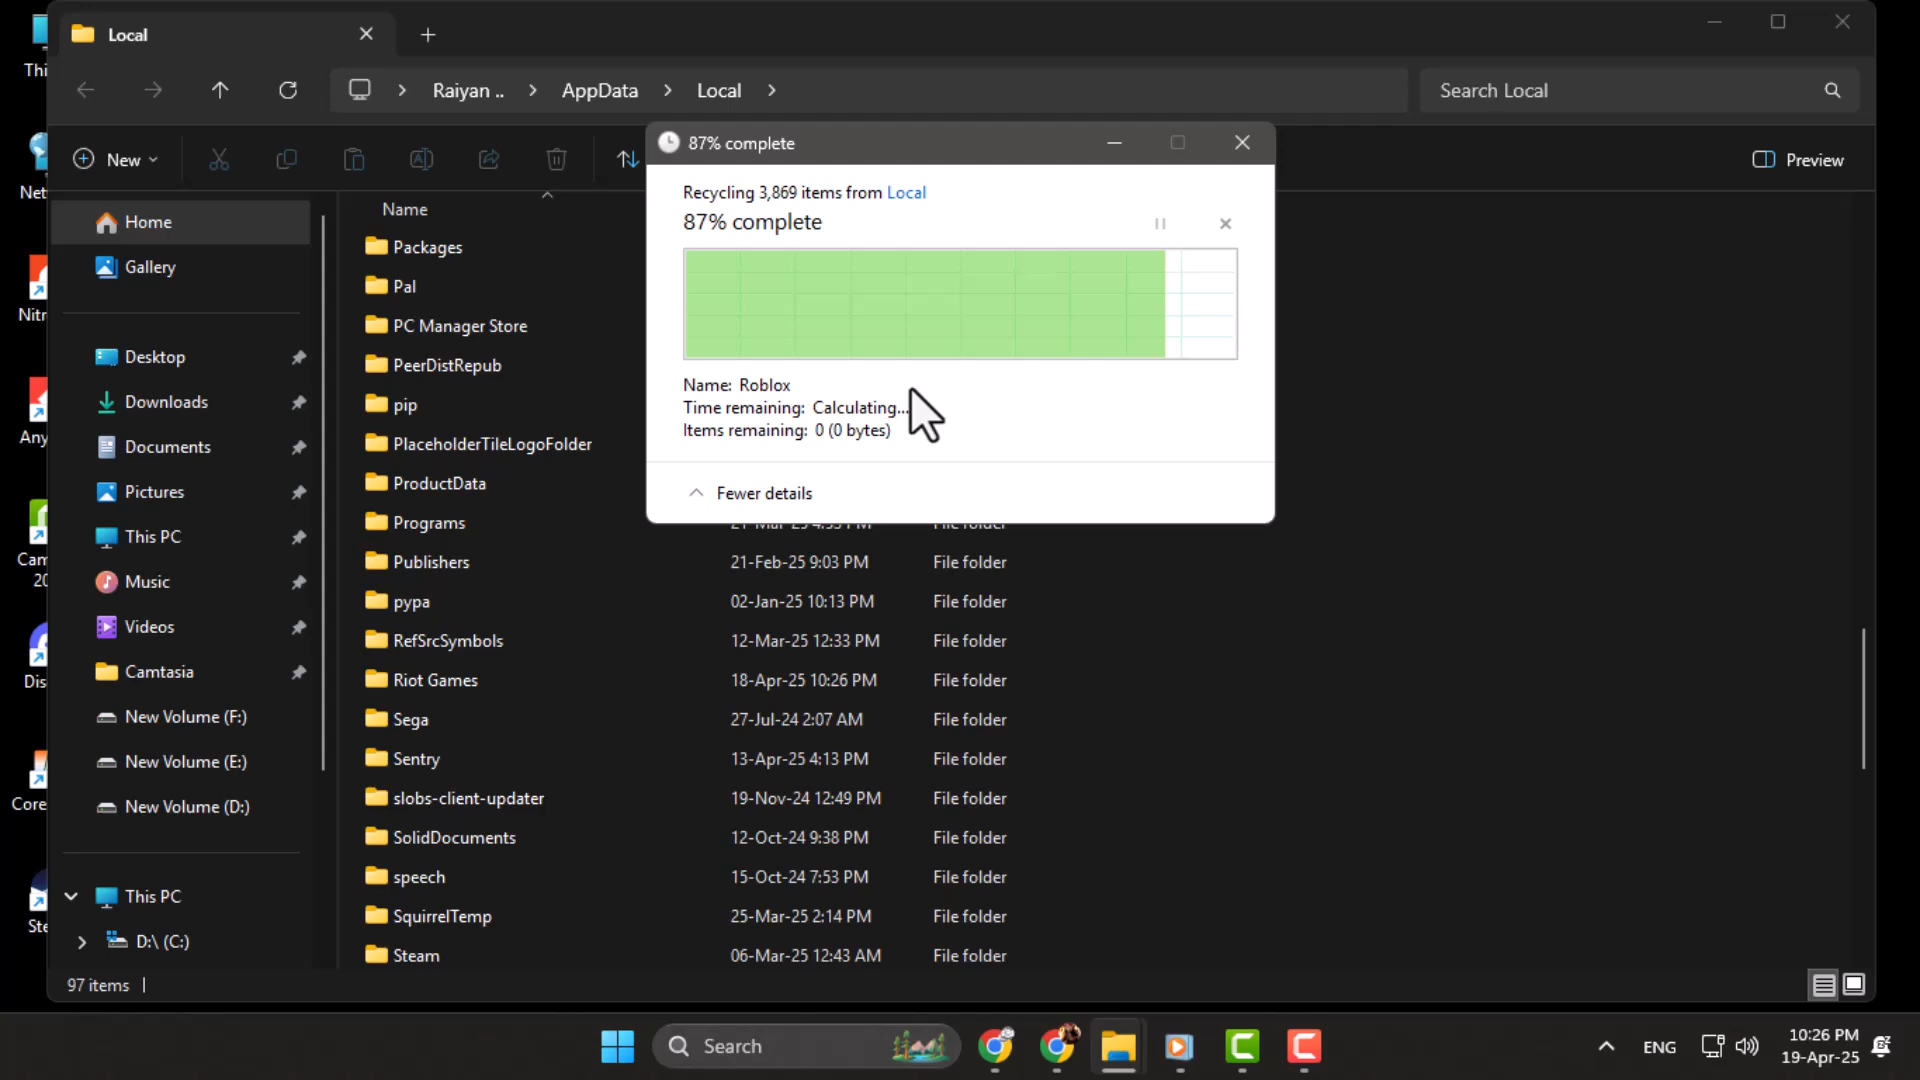 Local
Raiyan ..
AppData
Local
Search Local
New
Preview
87% complete
Recycling 3,869 items from Local
87% complete
Name: Roblox
Time remaining: Calculating...
Items remaining: 0 (0 bytes)
Fewer details
Home
Gallery
Desktop
Downloads
Documents
Pictures
This PC
Music
Videos
Camtasia
New Volume (F:)
New Volume (E:)
New Volume (D:)
This PC
D:\ (C:)
Name
Packages
Pal
PC Manager Store
PeerDistRepub
pip
PlaceholderTileLogoFolder
ProductData
Programs
Publishers 21-Feb-25 9:03 PM File folder
pypa 02-Jan-25 10:13 PM File folder
RefSrcSymbols 12-Mar-25 12:33 PM File folder
Riot Games 18-Apr-25 10:26 PM File folder
Sega 27-Jul-24 2:07 AM File folder
Sentry 13-Apr-25 4:13 PM File folder
slobs-client-updater 19-Nov-24 12:49 PM File folder
SolidDocuments 12-Oct-24 9:38 PM File folder
speech 15-Oct-24 7:53 PM File folder
SquirrelTemp 25-Mar-25 2:14 PM File folder
Steam 06-Mar-25 12:43 AM File folder
97 items
Thi
Net
Nitr
Any
Cam
20
Dis
Core
Ste
Search
ENG
10:26 PM
19-Apr-25